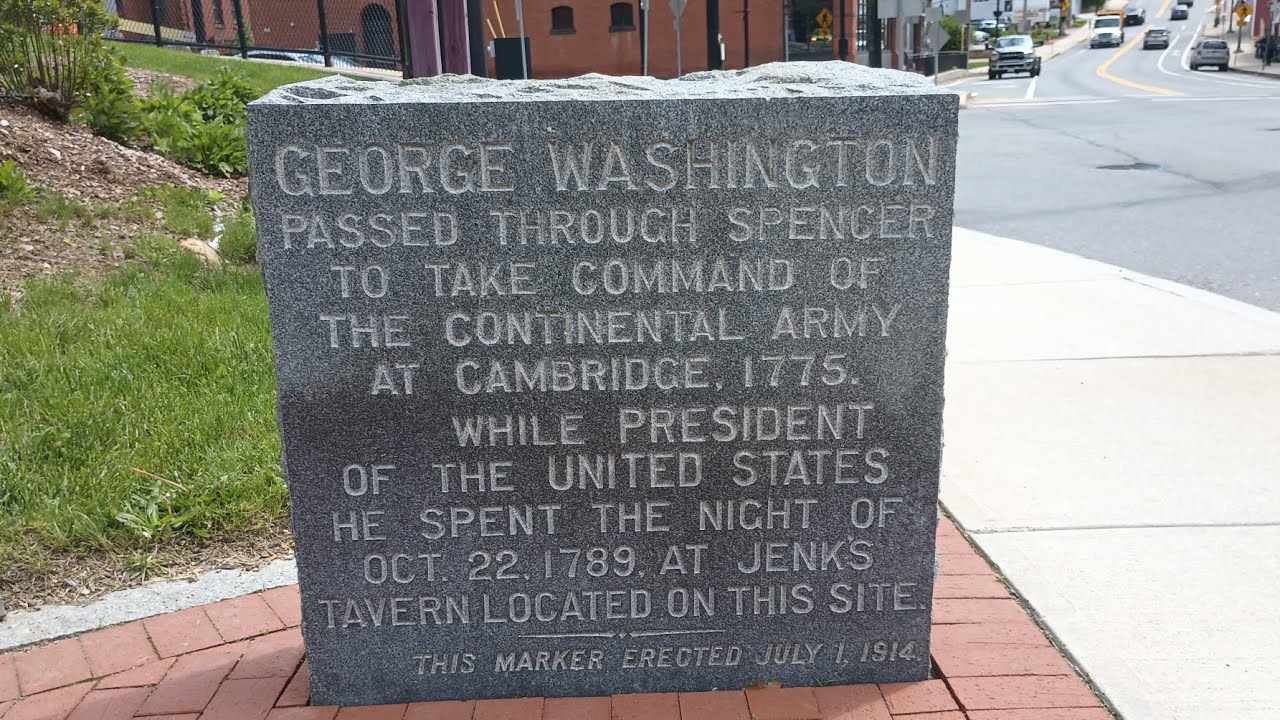 GEORGE WASHINGTON
PASSED THROUGH SPENCER
TO TAKE COMMAND OF
THE CONTINENTAL ARMY
AT CAMBRIDGE, 1775.
WHILE PRESIDENT
OF THE UNITED STATES
HE SPENT THE NIGHT OF
OCT. 22, 1789, AT JENK'S
TAVERN LOCATED ON THIS SITE.
THIS MARKER ERECTED JULY 1, 1914.